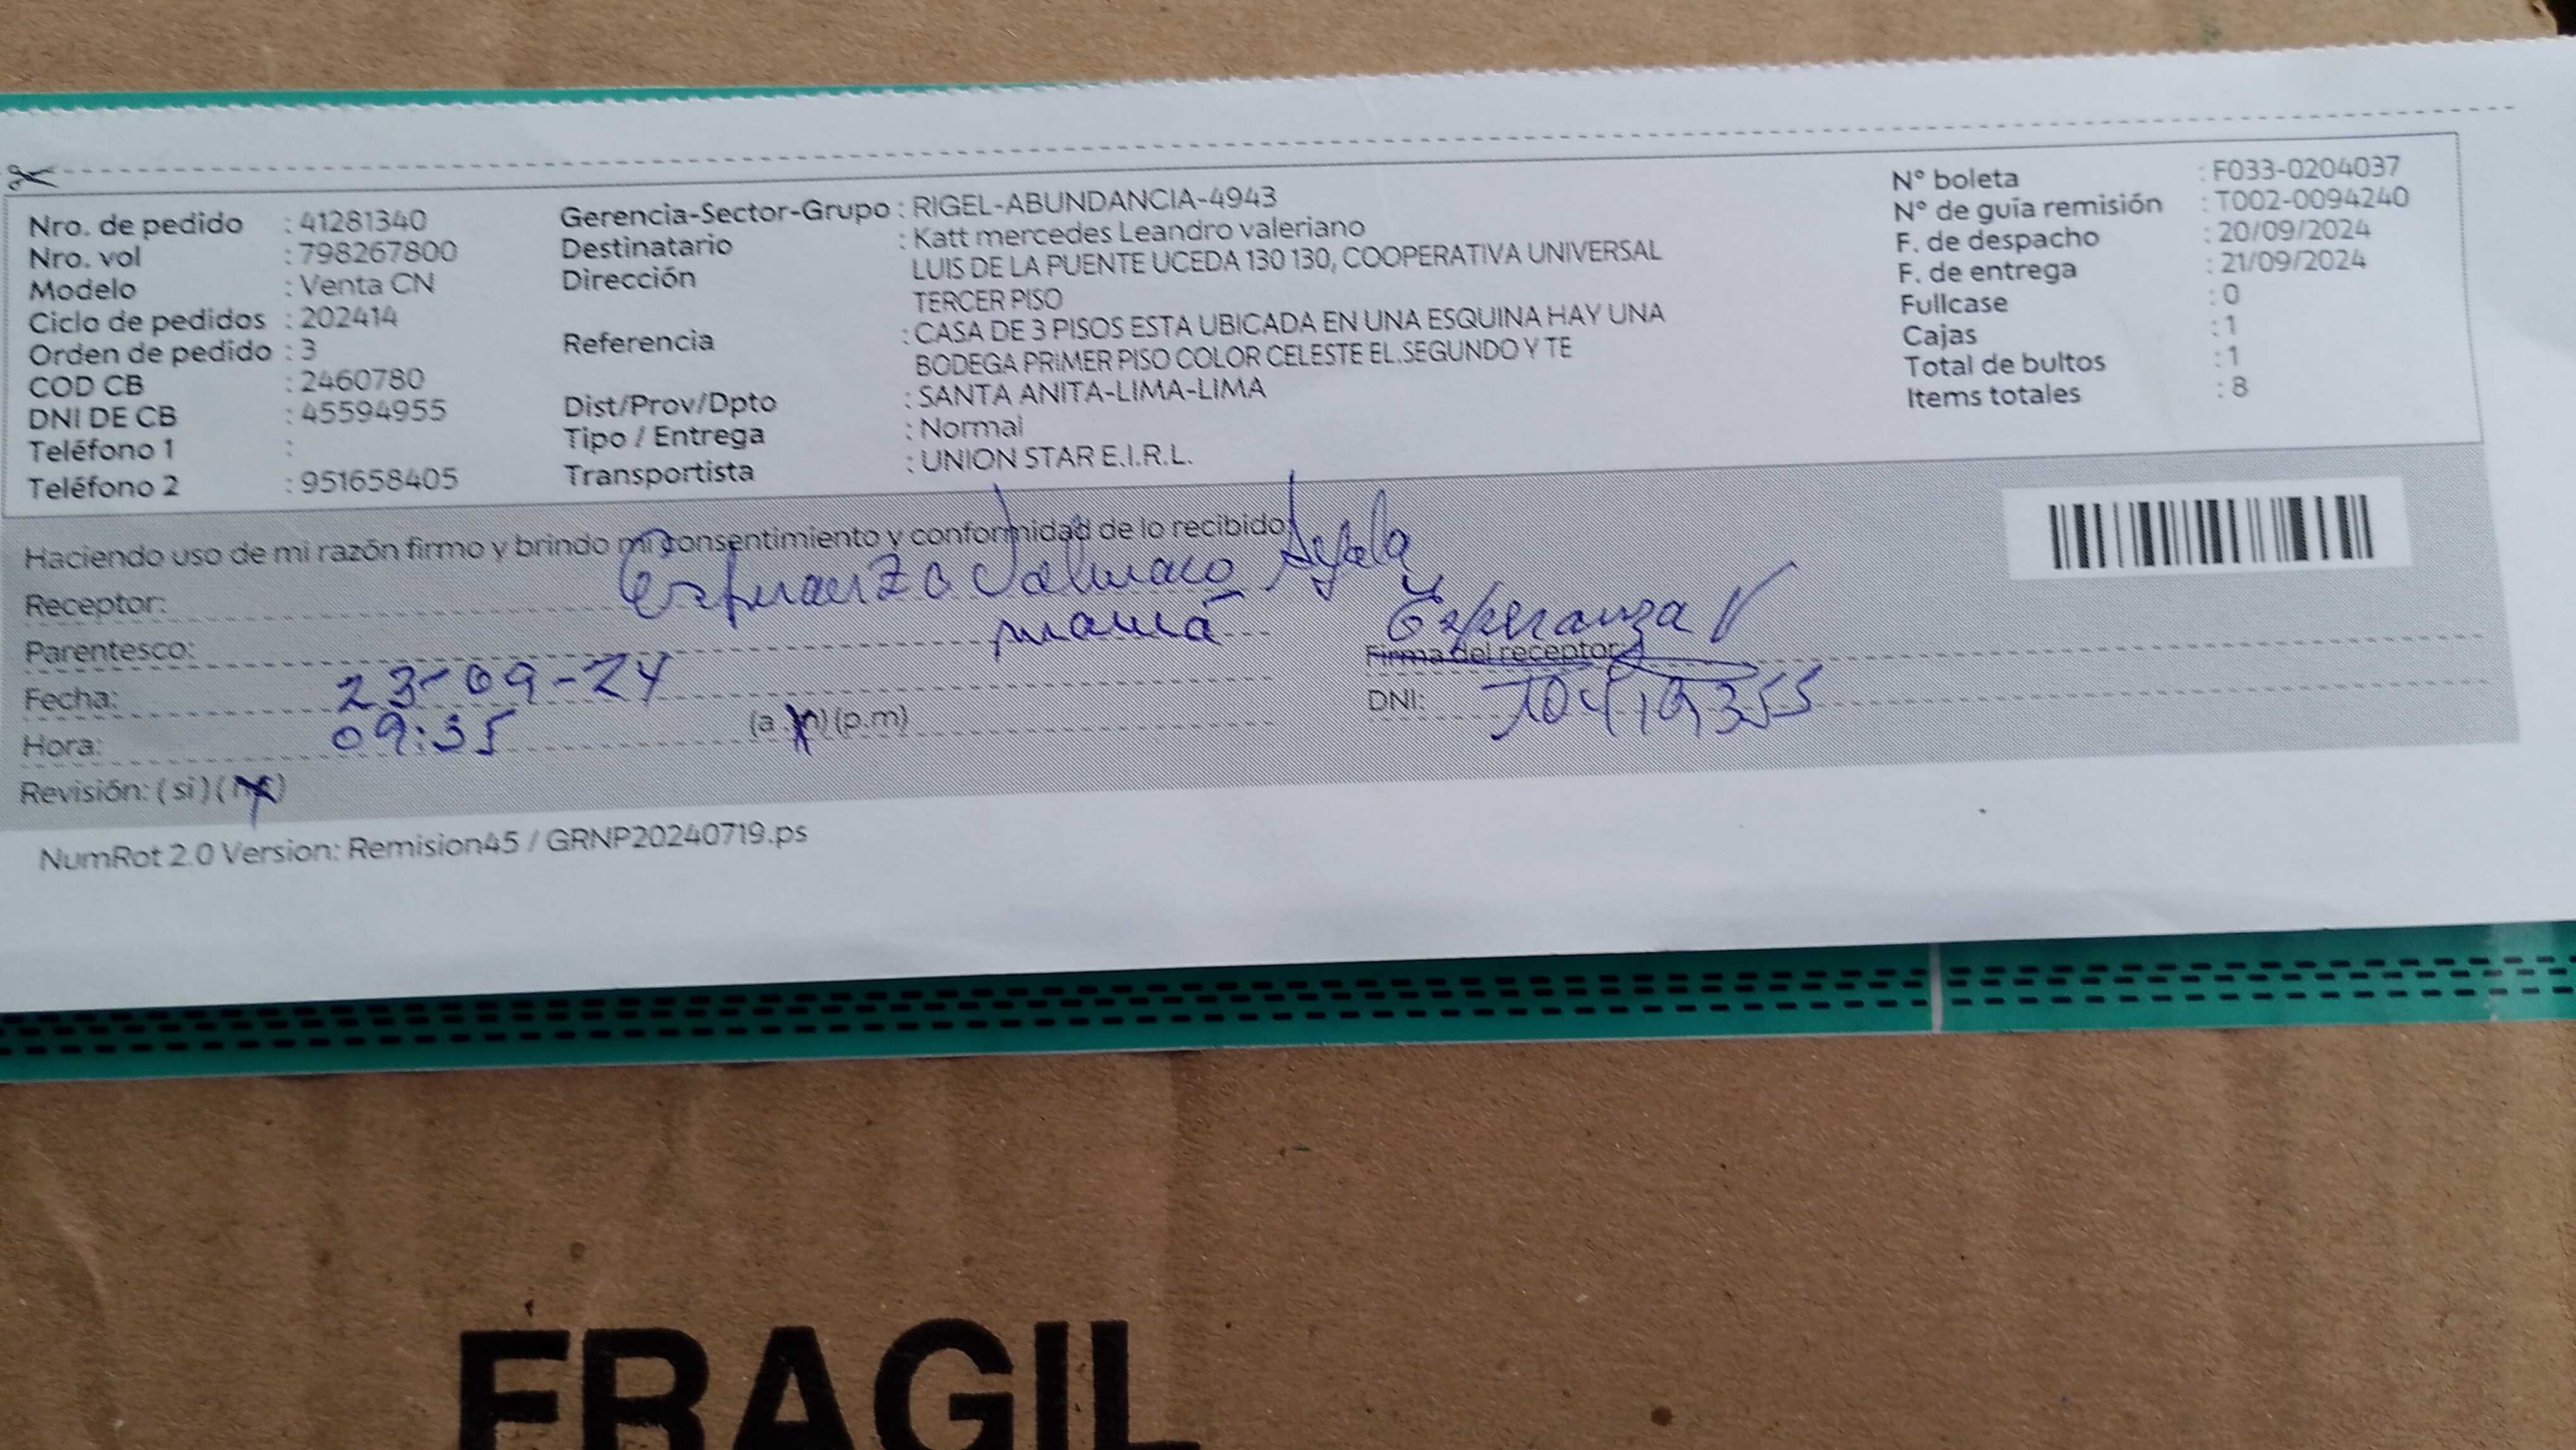 Nro. de pedido : 41281340
Nro. vol : 798267800
Modelo : Venta CN
Ciclo de pedidos : 202414
Orden de pedido : 3
COD CB : 2460780
DNI DE CB : 45594955
Teléfono 1 :
Teléfono 2 : 951658405
Gerencia-Sector-Grupo : RIGEL-ABUNDANCIA-4943
Destinatario : Katt mercedes Leandro valeriano
Dirección LUIS DE LA PUENTE UCEDA 130 130, COOPERATIVA UNIVERSAL
TERCER PISO
Referencia : CASA DE 3 PISOS ESTA UBICADA EN UNA ESQUINA HAY UNA
BODEGA PRIMER PISO COLOR CELESTE EL.SEGUNDO Y TE
Dist/Prov/Dpto : SANTA ANITA-LIMA-LIMA
Tipo / Entrega : Normal
Transportista : UNION STAR E.I.R.L.
N° boleta : F033-0204037
N° de guía remisión : T002-0094240
F. de despacho : 20/09/2024
F. de entrega : 21/09/2024
Fullcase : 0
Cajas : 1
Total de bultos : 1
Items totales : 8
Haciendo uso de mi razón firmo y brindo mi consentimiento y conformidad de lo recibido
Receptor: Esperanza Ayala
Parentesco: mamá
Fecha: 23-09-24
Hora: 09:35 (a.m) (p.m)
Revisión: (si) (no)
Esperanza V
Firma del receptor
DNI:
NumRot 2.0 Version: Remision45 / GRNP20240719.ps
FRAGIL